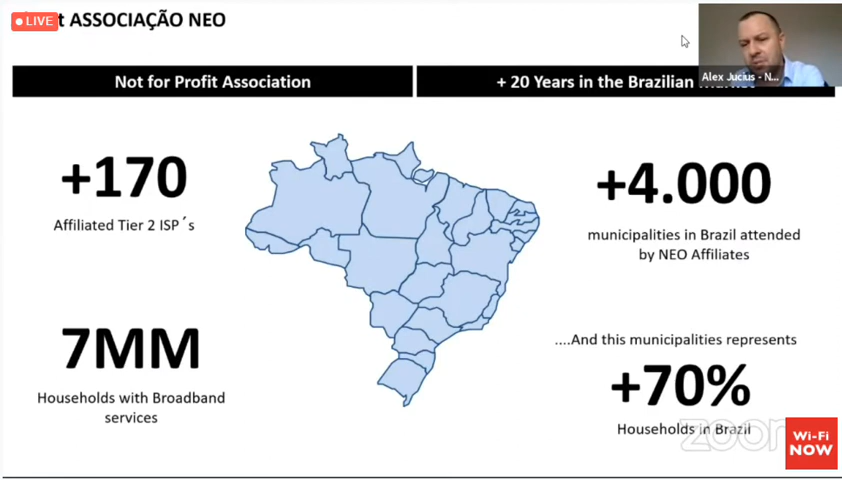 LIVE
t ASSOCIAÇÃO NEO
Alex Jucius - N...
Not for Profit Association
+ 20 Years in the Brazilian
+170
Affiliated Tier 2 ISP´s
+4.000
municipalities in Brazil attended
by NEO Affiliates
7MM
Households with Broadband
services
....And this municipalities represents
+70%
Households in Brazil
zoom
Wi-Fi
NOW